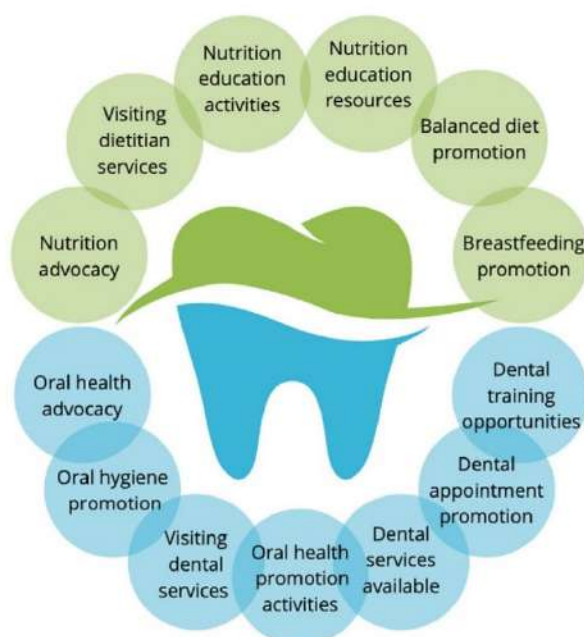 Nutrition
education
activities
Nutrition
education
resources
Visiting
dietitian
services
Balanced diet
promotion
Nutrition
advocacy
Breastfeeding
promotion
Oral health
advocacy
Dental
training
opportunities
Oral hygiene
promotion
Dental
appointment
promotion
Visiting
dental
services
Oral health
promotion
activities
Dental
services
available